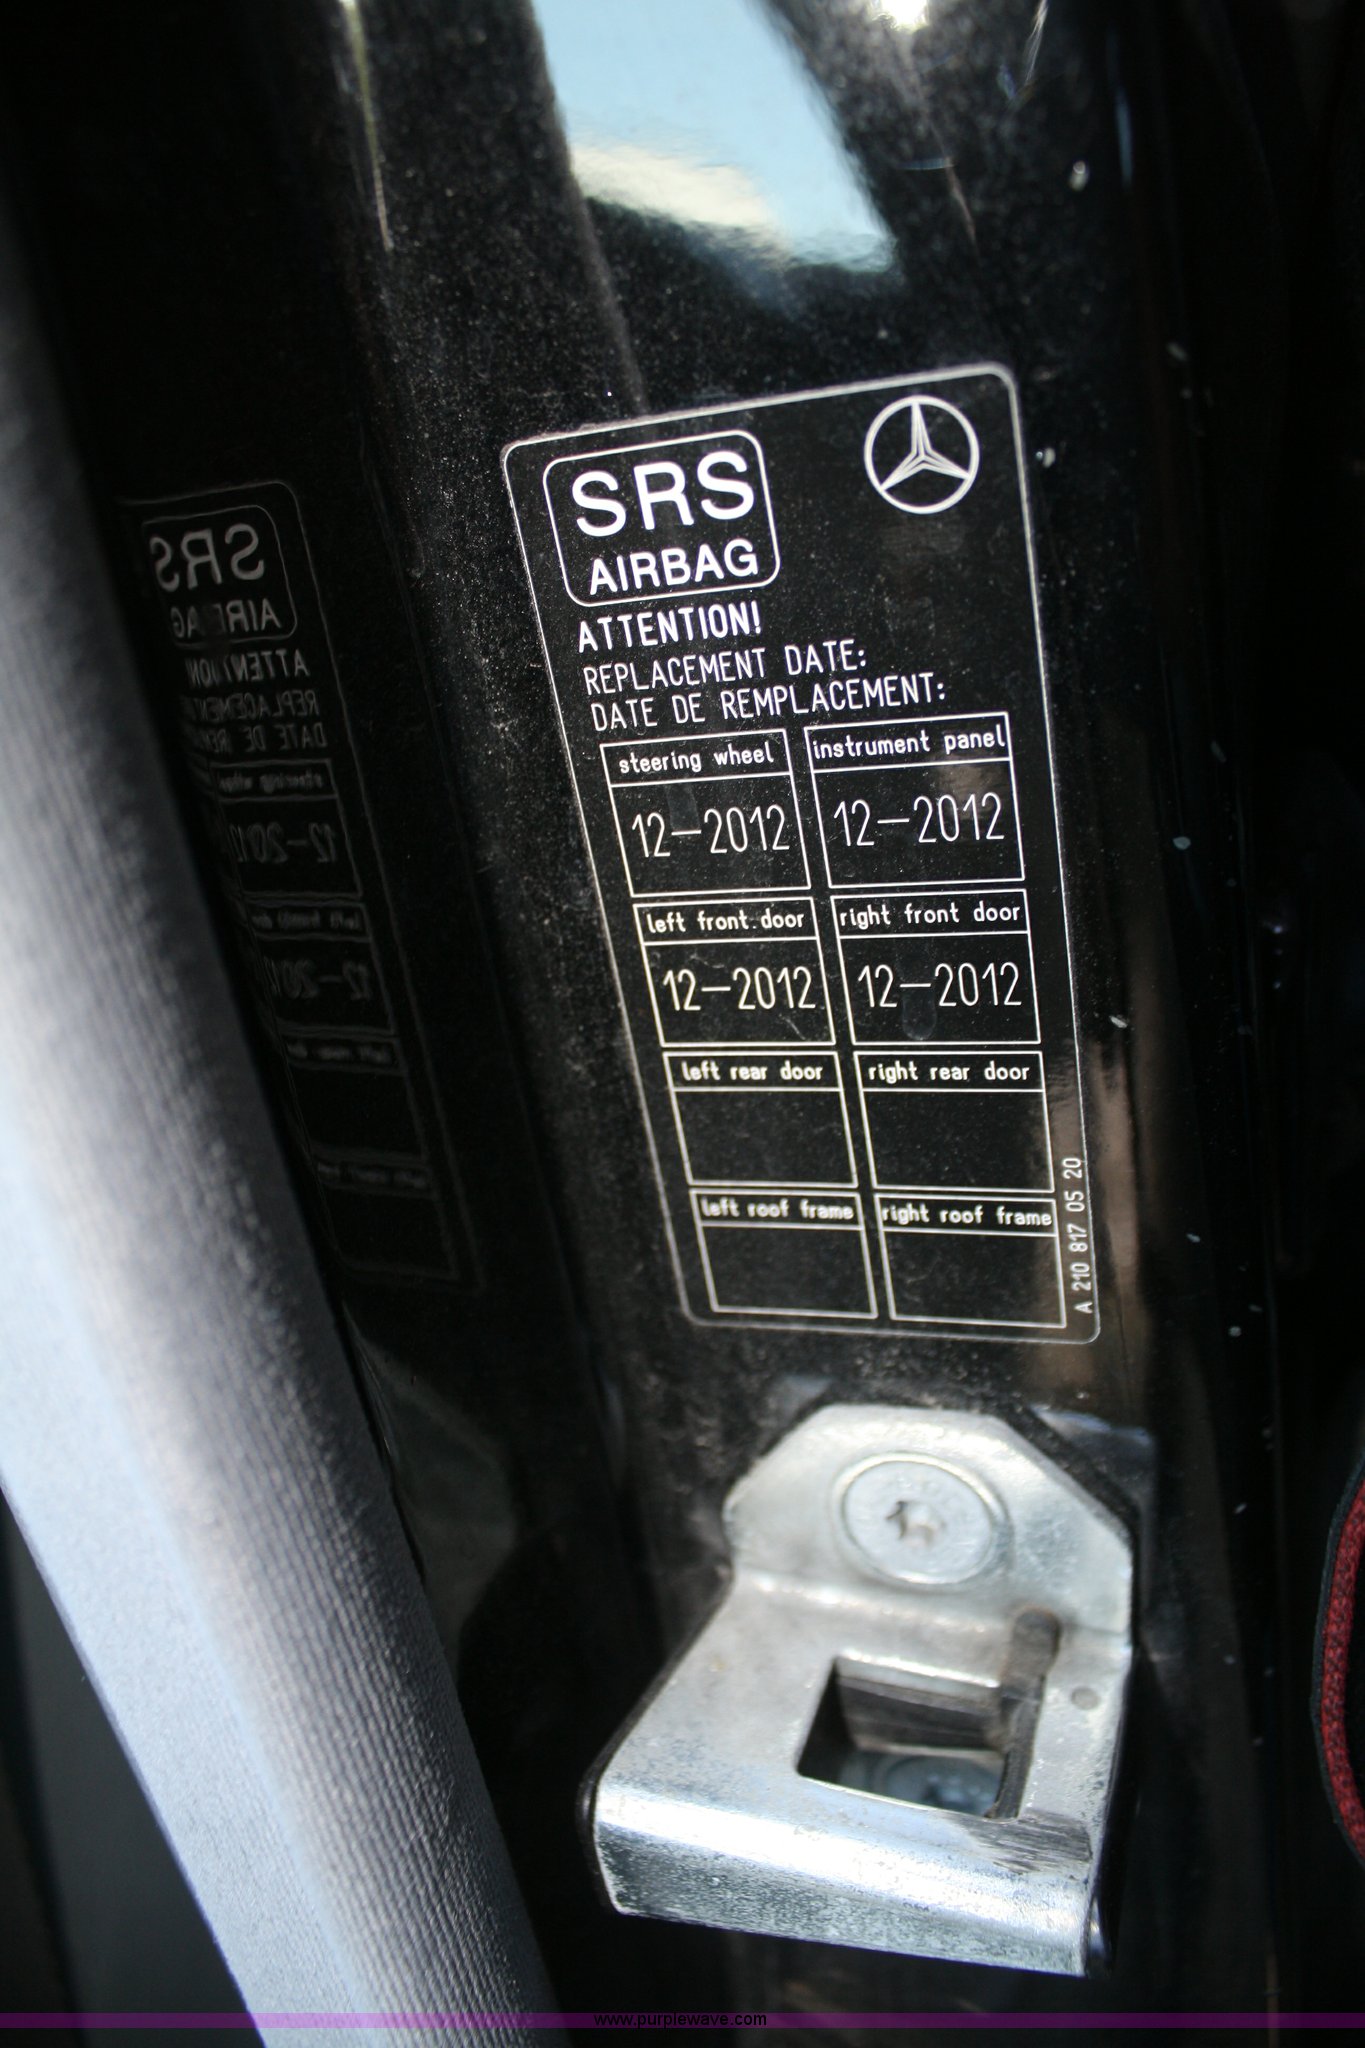 SRS
AIRBAG
ATTENTION!
REPLACEMENT DATE:
DATE DE REMPLACEMENT:
steering wheel instrument panel
12-2012 12-2012
left front door right front door
12-2012 12-2012
left rear door right rear door
left roof frame right roof frame
A 210 817 05 20
www.purplewave.com